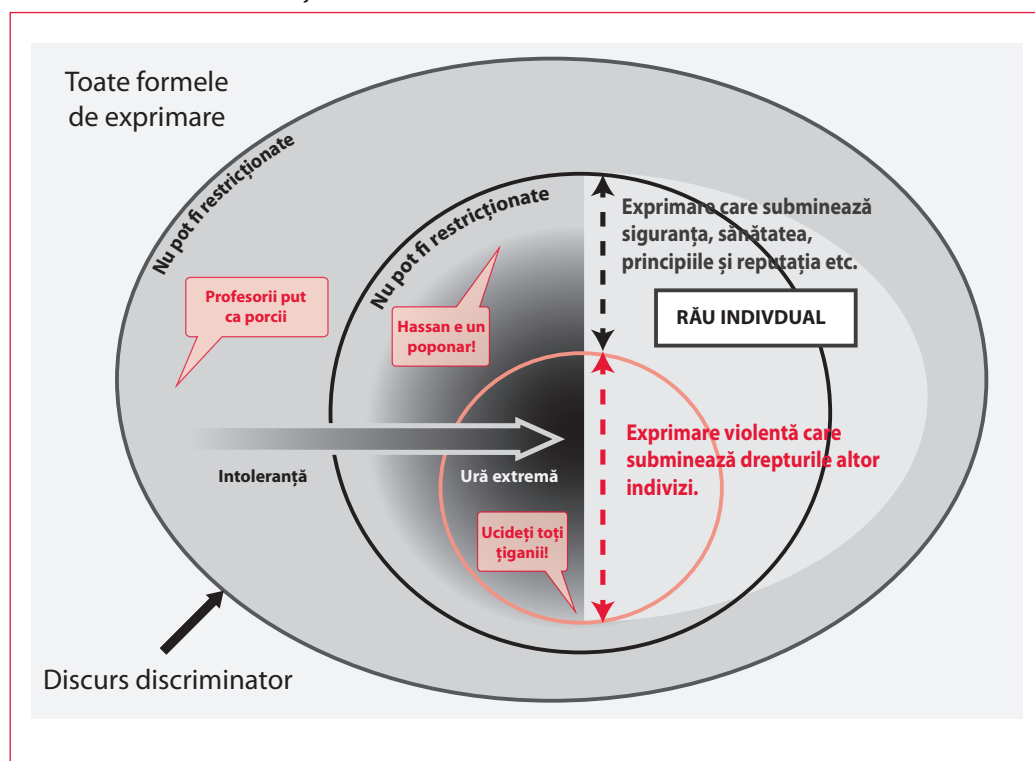 Toate formele
de exprimare
Nu pot fi restricționate
Nu pot fi restricționate
Exprimare care subminează
siguranța, sănătatea,
principiile și reputația etc.
Profesorii put
ca porcii
Hassan e un
poponar!
RĂU INDIVDUAL
Exprimare violentă care
subminează drepturile altor
indivizi.
Intoleranță
Ură extremă
Ucideți toți
țiganii!
Discurs discriminator